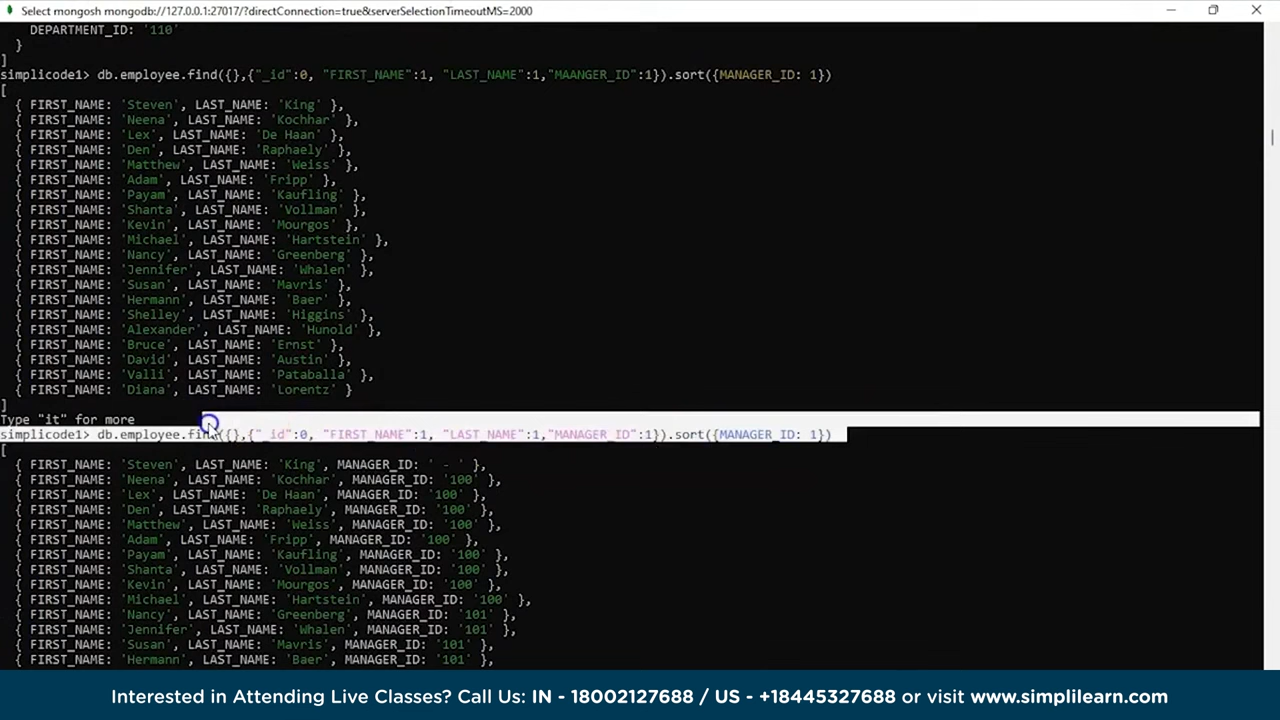 Select mongosh mongodb://127.0.0.1:27017/?directConnection=true&serverSelectionTimeoutMS=2000
DEPARTMENT_ID: '110'
}
]
simplicode1> db.employee.find({},{"_id":0, "FIRST_NAME":1, "LAST_NAME":1,"MAANGER_ID":1}).sort({MANAGER_ID: 1})
[
{ FIRST_NAME: 'Steven', LAST_NAME: 'King' },
{ FIRST_NAME: 'Neena', LAST_NAME: 'Kochhar' },
{ FIRST_NAME: 'Lex', LAST_NAME: 'De Haan' },
{ FIRST_NAME: 'Den', LAST_NAME: 'Raphaely' },
{ FIRST_NAME: 'Matthew', LAST_NAME: 'Weiss' },
{ FIRST_NAME: 'Adam', LAST_NAME: 'Fripp' },
{ FIRST_NAME: 'Payam', LAST_NAME: 'Kaufling' },
{ FIRST_NAME: 'Shanta', LAST_NAME: 'Vollman' },
{ FIRST_NAME: 'Kevin', LAST_NAME: 'Mourgos' },
{ FIRST_NAME: 'Michael', LAST_NAME: 'Hartstein' },
{ FIRST_NAME: 'Nancy', LAST_NAME: 'Greenberg' },
{ FIRST_NAME: 'Jennifer', LAST_NAME: 'Whalen' },
{ FIRST_NAME: 'Susan', LAST_NAME: 'Mavris' },
{ FIRST_NAME: 'Hermann', LAST_NAME: 'Baer' },
{ FIRST_NAME: 'Shelley', LAST_NAME: 'Higgins' },
{ FIRST_NAME: 'Alexander', LAST_NAME: 'Hunold' },
{ FIRST_NAME: 'Bruce', LAST_NAME: 'Ernst' },
{ FIRST_NAME: 'David', LAST_NAME: 'Austin' },
{ FIRST_NAME: 'Valli', LAST_NAME: 'Pataballa' },
{ FIRST_NAME: 'Diana', LAST_NAME: 'Lorentz' }
]
Type "it" for more
simplicode1> db.employee.find({},{"_id":0, "FIRST_NAME":1, "LAST_NAME":1,"MANAGER_ID":1}).sort({MANAGER_ID: 1})
[
{ FIRST_NAME: 'Steven', LAST_NAME: 'King', MANAGER_ID: ' - ' },
{ FIRST_NAME: 'Neena', LAST_NAME: 'Kochhar', MANAGER_ID: '100' },
{ FIRST_NAME: 'Lex', LAST_NAME: 'De Haan', MANAGER_ID: '100' },
{ FIRST_NAME: 'Den', LAST_NAME: 'Raphaely', MANAGER_ID: '100' },
{ FIRST_NAME: 'Matthew', LAST_NAME: 'Weiss', MANAGER_ID: '100' },
{ FIRST_NAME: 'Adam', LAST_NAME: 'Fripp', MANAGER_ID: '100' },
{ FIRST_NAME: 'Payam', LAST_NAME: 'Kaufling', MANAGER_ID: '100' },
{ FIRST_NAME: 'Shanta', LAST_NAME: 'Vollman', MANAGER_ID: '100' },
{ FIRST_NAME: 'Kevin', LAST_NAME: 'Mourgos', MANAGER_ID: '100' },
{ FIRST_NAME: 'Michael', LAST_NAME: 'Hartstein', MANAGER_ID: '100' },
{ FIRST_NAME: 'Nancy', LAST_NAME: 'Greenberg', MANAGER_ID: '101' },
{ FIRST_NAME: 'Jennifer', LAST_NAME: 'Whalen', MANAGER_ID: '101' },
{ FIRST_NAME: 'Susan', LAST_NAME: 'Mavris', MANAGER_ID: '101' },
{ FIRST_NAME: 'Hermann', LAST_NAME: 'Baer', MANAGER_ID: '101' },
Interested in Attending Live Classes? Call Us: IN - 18002127688 / US - +18445327688 or visit www.simplilearn.com